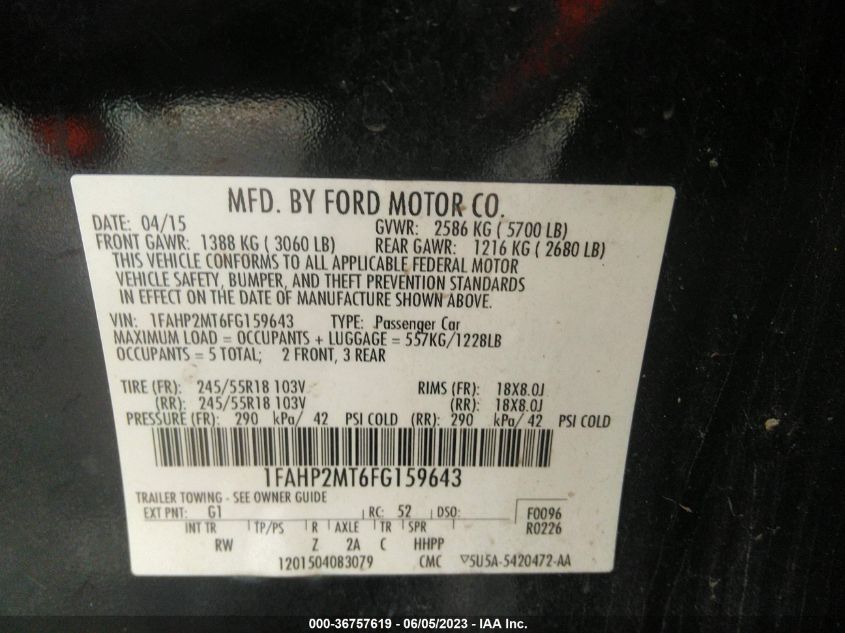 MFD. BY FORD MOTOR CO.
DATE: 04/15 GVWR: 2586 KG ( 5700 LB)
FRONT GAWR: 1388 KG ( 3060 LB) REAR GAWR: 1216 KG ( 2680 LB)
THIS VEHICLE CONFORMS TO ALL APPLICABLE FEDERAL MOTOR
VEHICLE SAFETY, BUMPER, AND THEFT PREVENTION STANDARDS
IN EFFECT ON THE DATE OF MANUFACTURE SHOWN ABOVE.
VIN: 1FAHP2MT6FG159643 TYPE: Passenger Car
MAXIMUM LOAD = OCCUPANTS + LUGGAGE = 557KG/1228LB
OCCUPANTS = 5 TOTAL; 2 FRONT, 3 REAR
TIRE (FR): 245/55R18 103V RIMS (FR): 18X8.0J
(RR): 245/55R18 103V (RR): 18X8.0J
PRESSURE (FR): 290 kPa/ 42 PSI COLD (RR): 290 kPa/ 42 PSI COLD
1FAHP2MT6FG159643
TRAILER TOWING - SEE OWNER GUIDE
EXT PNT: G1 RC: 52 DSO: F0096
INT TR TP/PS R AXLE TR SPR R0226
RW Z 2A C HHPP
1201504083079 CMC ▽5U5A-5420472-AA
000-36757619 - 06/05/2023 - IAA Inc.